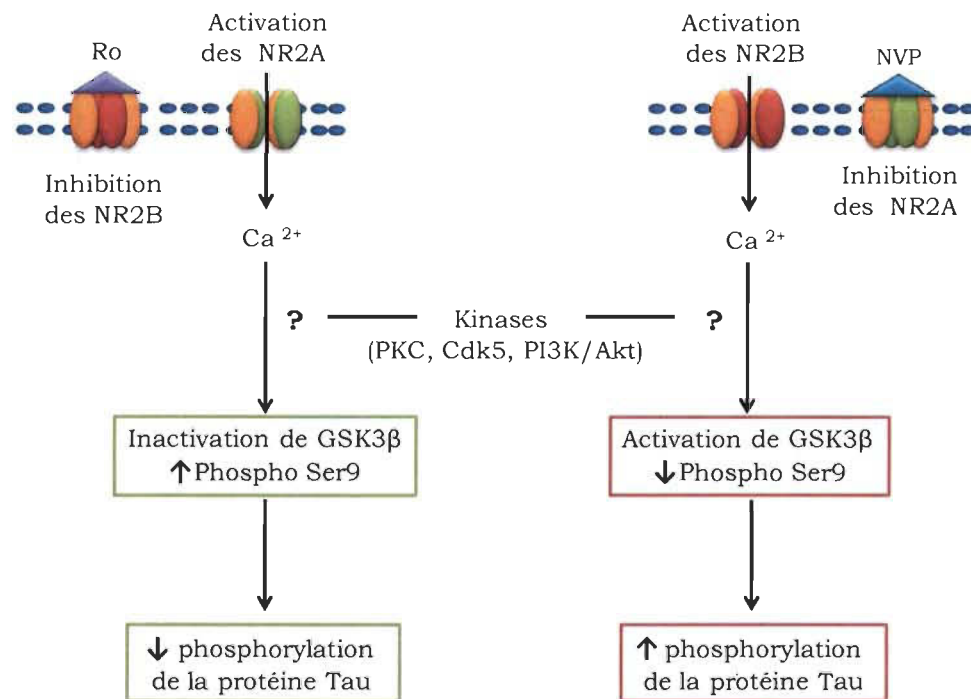 Ro
Activation
des NR2A
Inhibition
des NR2B
Ca 2+
Activation
des NR2B
NVP
Inhibition
des NR2A
Ca 2+
? Kinases ?
(PKC, Cdk5, PI3K/Akt)
Inactivation de GSK3β
↑Phospho Ser9
Activation de GSK3β
↓Phospho Ser9
↓ phosphorylation
de la protéine Tau
↑ phosphorylation
de la protéine Tau